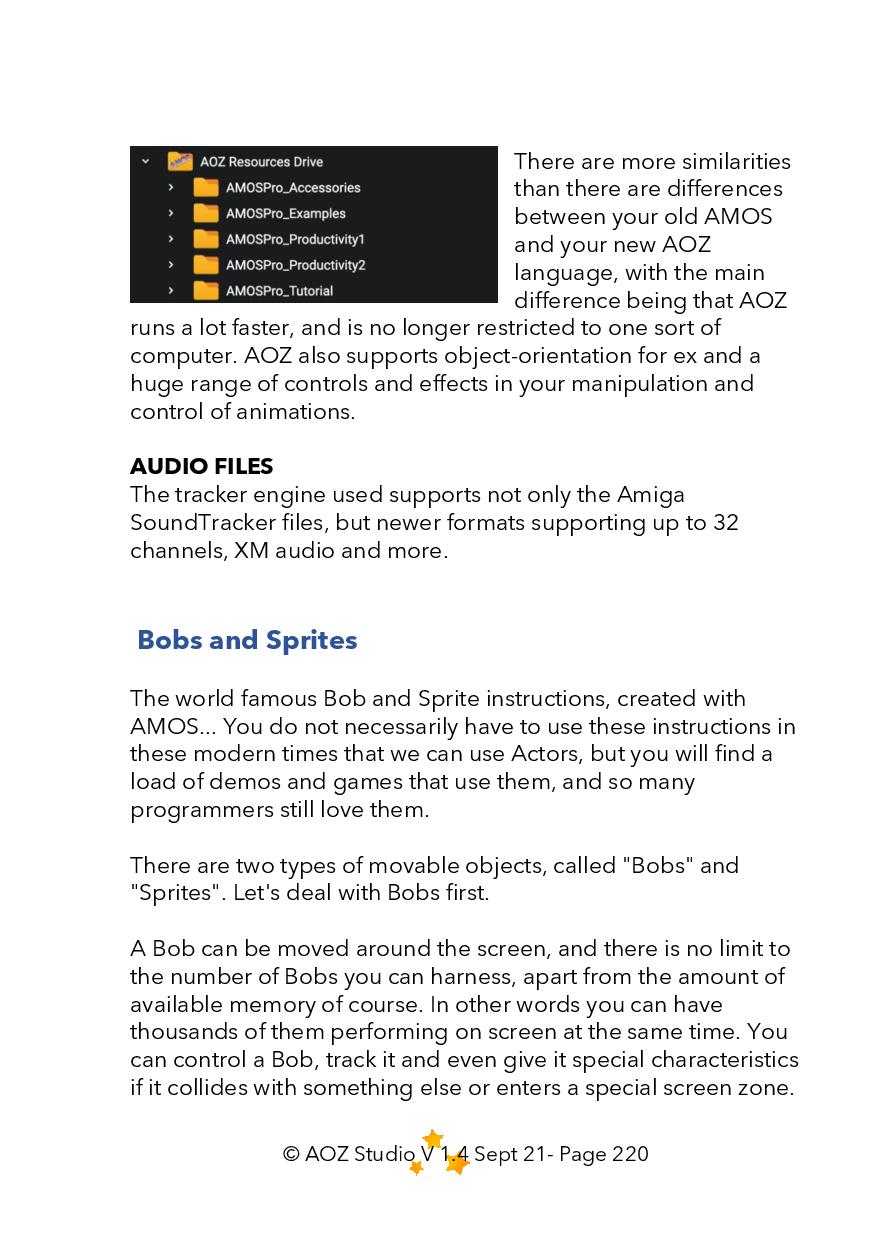 AOZ Resources Drive
AMOSPro_Accessories
AMOSPro_Examples
AMOSPro_Productivity1
AMOSPro_Productivity2
AMOSPro_Tutorial
There are more similarities
than there are differences
between your old AMOS
and your new AOZ
language, with the main
difference being that AOZ
runs a lot faster, and is no longer restricted to one sort of
computer. AOZ also supports object-orientation for ex and a
huge range of controls and effects in your manipulation and
control of animations.
AUDIO FILES
The tracker engine used supports not only the Amiga
SoundTracker files, but newer formats supporting up to 32
channels, XM audio and more.
Bobs and Sprites
The world famous Bob and Sprite instructions, created with
AMOS... You do not necessarily have to use these instructions in
these modern times that we can use Actors, but you will find a
load of demos and games that use them, and so many
programmers still love them.
There are two types of movable objects, called "Bobs" and
"Sprites". Let's deal with Bobs first.
A Bob can be moved around the screen, and there is no limit to
the number of Bobs you can harness, apart from the amount of
available memory of course. In other words you can have
thousands of them performing on screen at the same time. You
can control a Bob, track it and even give it special characteristics
if it collides with something else or enters a special screen zone.
© AOZ Studio V 1.4 Sept 21- Page 220